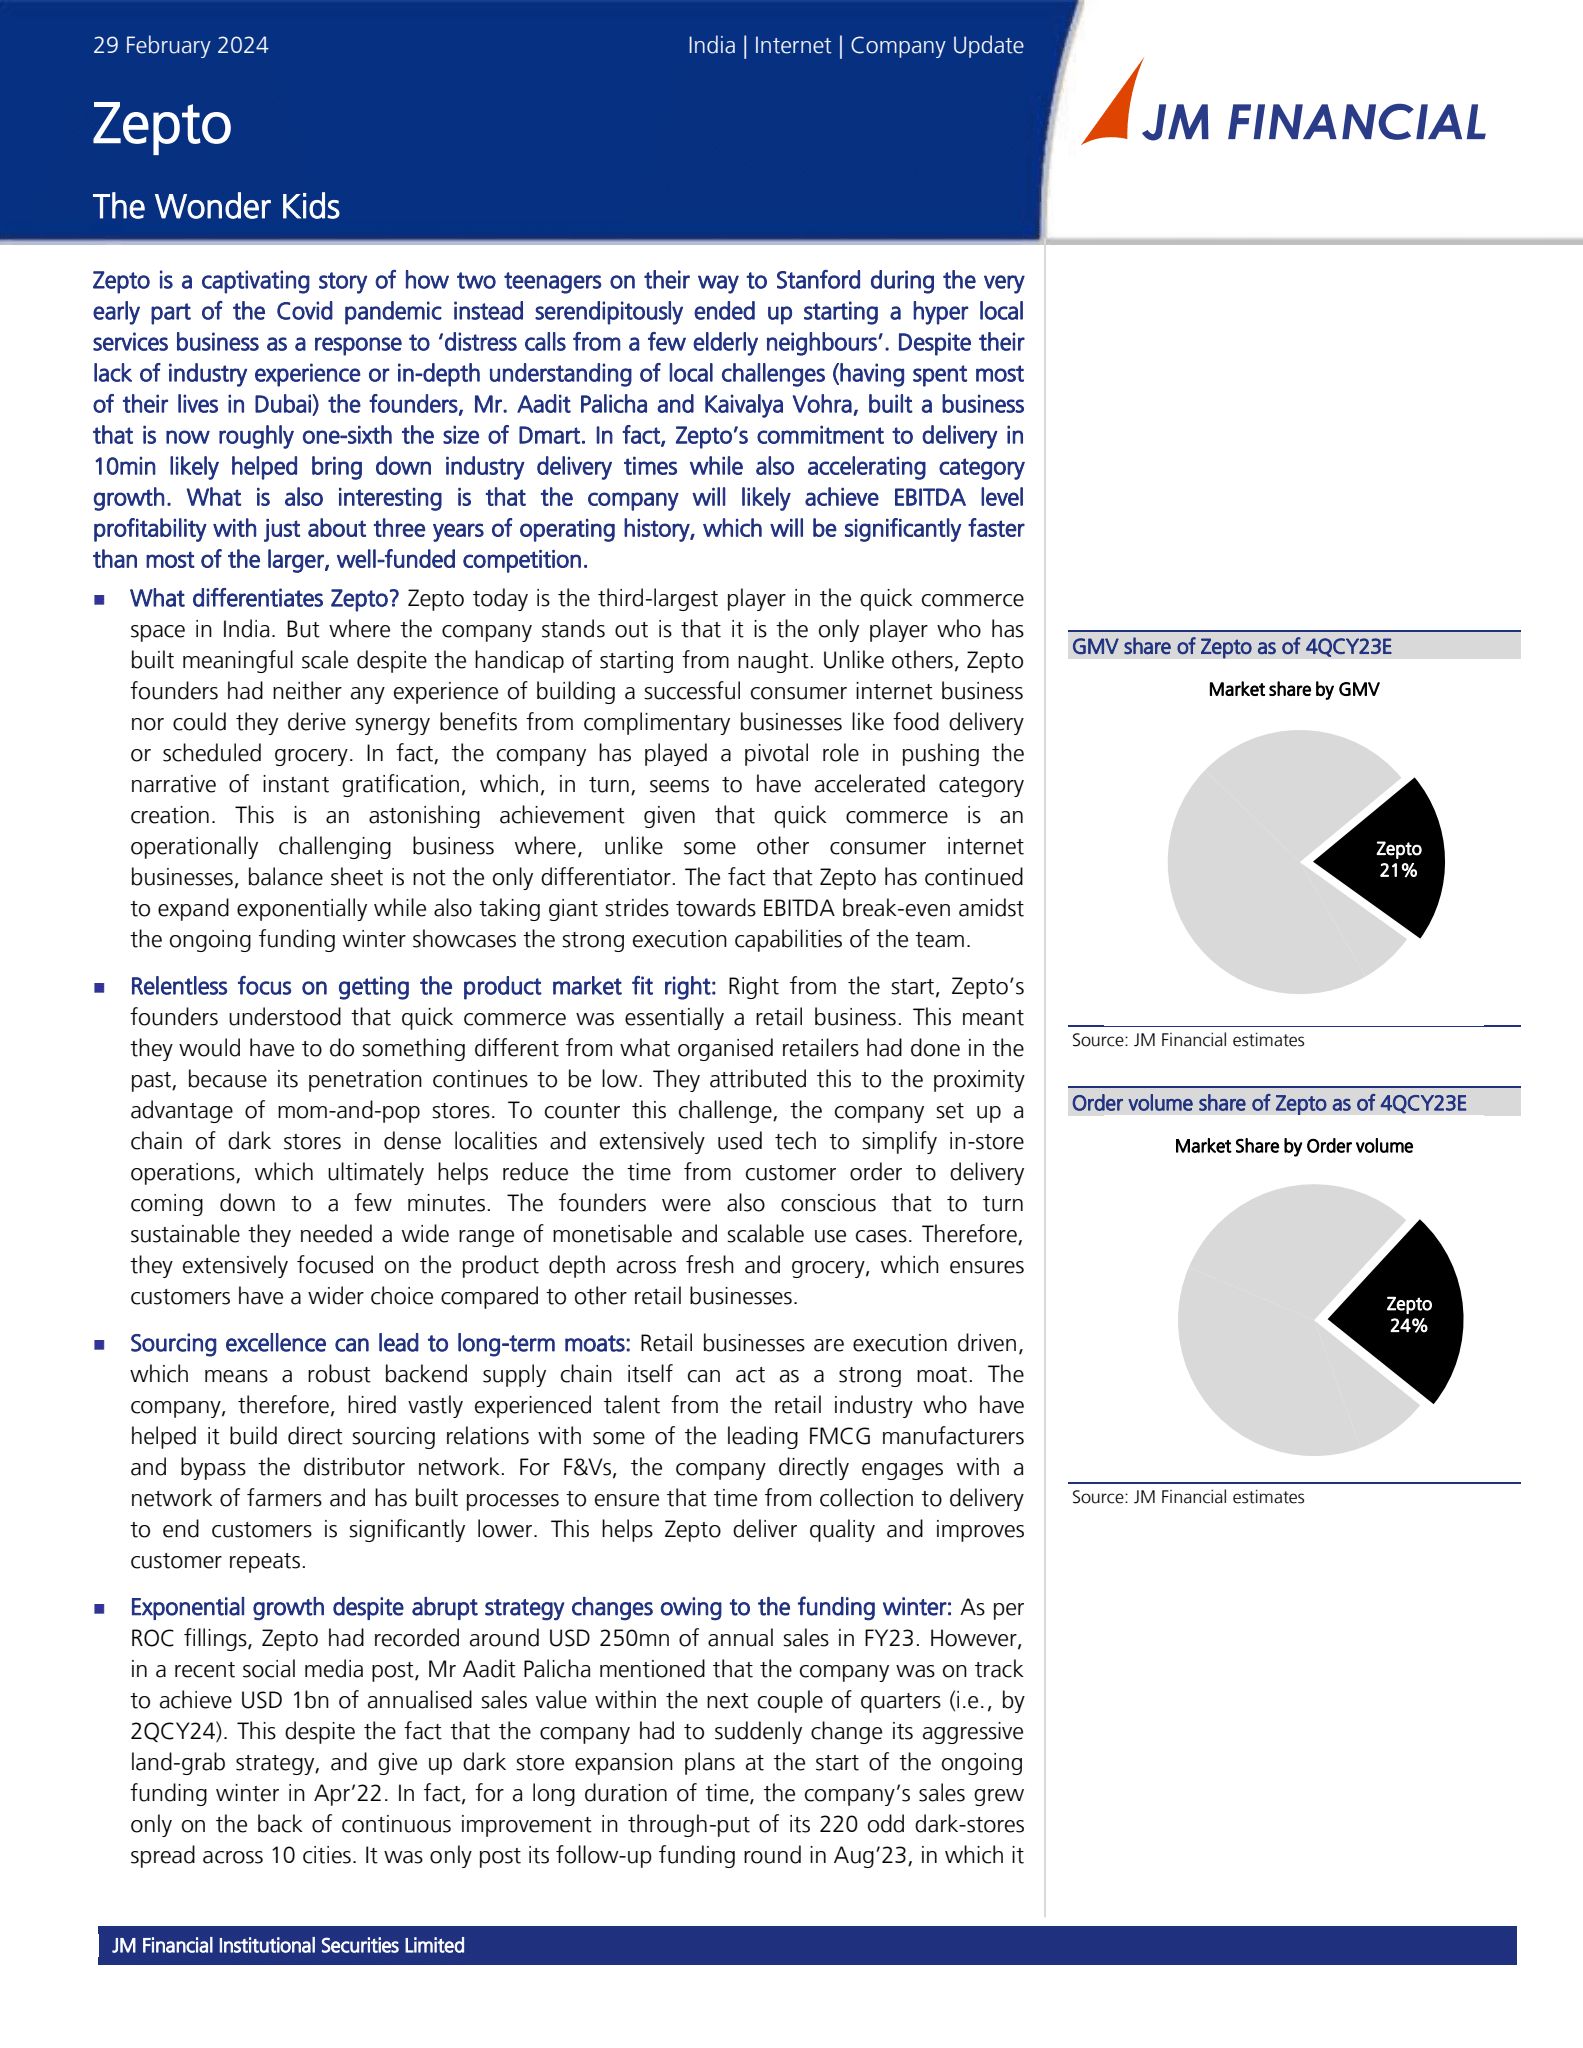 29 February 2024
India | Internet | Company Update
Zepto
The Wonder Kids
JM FINANCIAL
Zepto is a captivating story of how two teenagers on their way to Stanford during the very
early part of the Covid pandemic instead serendipitously ended up starting a hyper local
services business as a response to ‘distress calls from a few elderly neighbours’. Despite their
lack of industry experience or in-depth understanding of local challenges (having spent most
of their lives in Dubai) the founders, Mr. Aadit Palicha and Kaivalya Vohra, built a business
that is now roughly one-sixth the size of Dmart. In fact, Zepto’s commitment to delivery in
10min likely helped bring down industry delivery times while also accelerating category
growth. What is also interesting is that the company will likely achieve EBITDA level
profitability with just about three years of operating history, which will be significantly faster
than most of the larger, well-funded competition.
■ What differentiates Zepto? Zepto today is the third-largest player in the quick commerce
space in India. But where the company stands out is that it is the only player who has
built meaningful scale despite the handicap of starting from naught. Unlike others, Zepto
founders had neither any experience of building a successful consumer internet business
nor could they derive synergy benefits from complimentary businesses like food delivery
or scheduled grocery. In fact, the company has played a pivotal role in pushing the
narrative of instant gratification, which, in turn, seems to have accelerated category
creation. This is an astonishing achievement given that quick commerce is an
operationally challenging business where, unlike some other consumer internet
businesses, balance sheet is not the only differentiator. The fact that Zepto has continued
to expand exponentially while also taking giant strides towards EBITDA break-even amidst
the ongoing funding winter showcases the strong execution capabilities of the team.
■ Relentless focus on getting the product market fit right: Right from the start, Zepto’s
founders understood that quick commerce was essentially a retail business. This meant
they would have to do something different from what organised retailers had done in the
past, because its penetration continues to be low. They attributed this to the proximity
advantage of mom-and-pop stores. To counter this challenge, the company set up a
chain of dark stores in dense localities and extensively used tech to simplify in-store
operations, which ultimately helps reduce the time from customer order to delivery
coming down to a few minutes. The founders were also conscious that to turn
sustainable they needed a wide range of monetisable and scalable use cases. Therefore,
they extensively focused on the product depth across fresh and grocery, which ensures
customers have a wider choice compared to other retail businesses.
■ Sourcing excellence can lead to long-term moats: Retail businesses are execution driven,
which means a robust backend supply chain itself can act as a strong moat. The
company, therefore, hired vastly experienced talent from the retail industry who have
helped it build direct sourcing relations with some of the leading FMCG manufacturers
and bypass the distributor network. For F&Vs, the company directly engages with a
network of farmers and has built processes to ensure that time from collection to delivery
to end customers is significantly lower. This helps Zepto deliver quality and improves
customer repeats.
■ Exponential growth despite abrupt strategy changes owing to the funding winter: As per
ROC fillings, Zepto had recorded around USD 250mn of annual sales in FY23. However,
in a recent social media post, Mr Aadit Palicha mentioned that the company was on track
to achieve USD 1bn of annualised sales value within the next couple of quarters (i.e., by
2QCY24). This despite the fact that the company had to suddenly change its aggressive
land-grab strategy, and give up dark store expansion plans at the start of the ongoing
funding winter in Apr’22. In fact, for a long duration of time, the company’s sales grew
only on the back of continuous improvement in through-put of its 220 odd dark-stores
spread across 10 cities. It was only post its follow-up funding round in Aug’23, in which it
GMV share of Zepto as of 4QCY23E
Market share by GMV
Zepto
21%
Source: JM Financial estimates
Order volume share of Zepto as of 4QCY23E
Market Share by Order volume
Zepto
24%
Source: JM Financial estimates
JM Financial Institutional Securities Limited